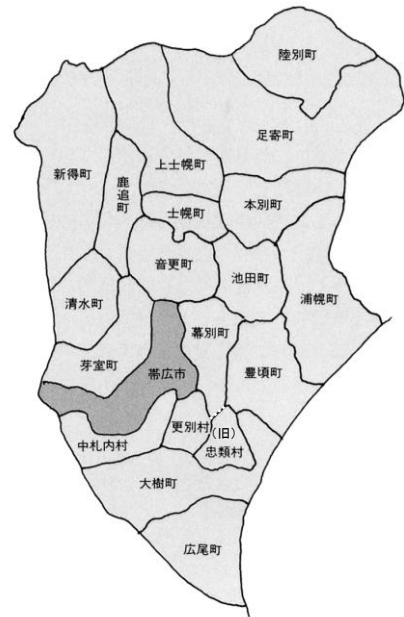 陸別町
足寄町
上士幌町
新得町
鹿追町
本別町
士幌町
音更町
池田町
浦幌町
清水町
幕別町
芽室町
帯広市
豊頃町
更別村
(旧)
忠類村
中札内村
大樹町
広尾町